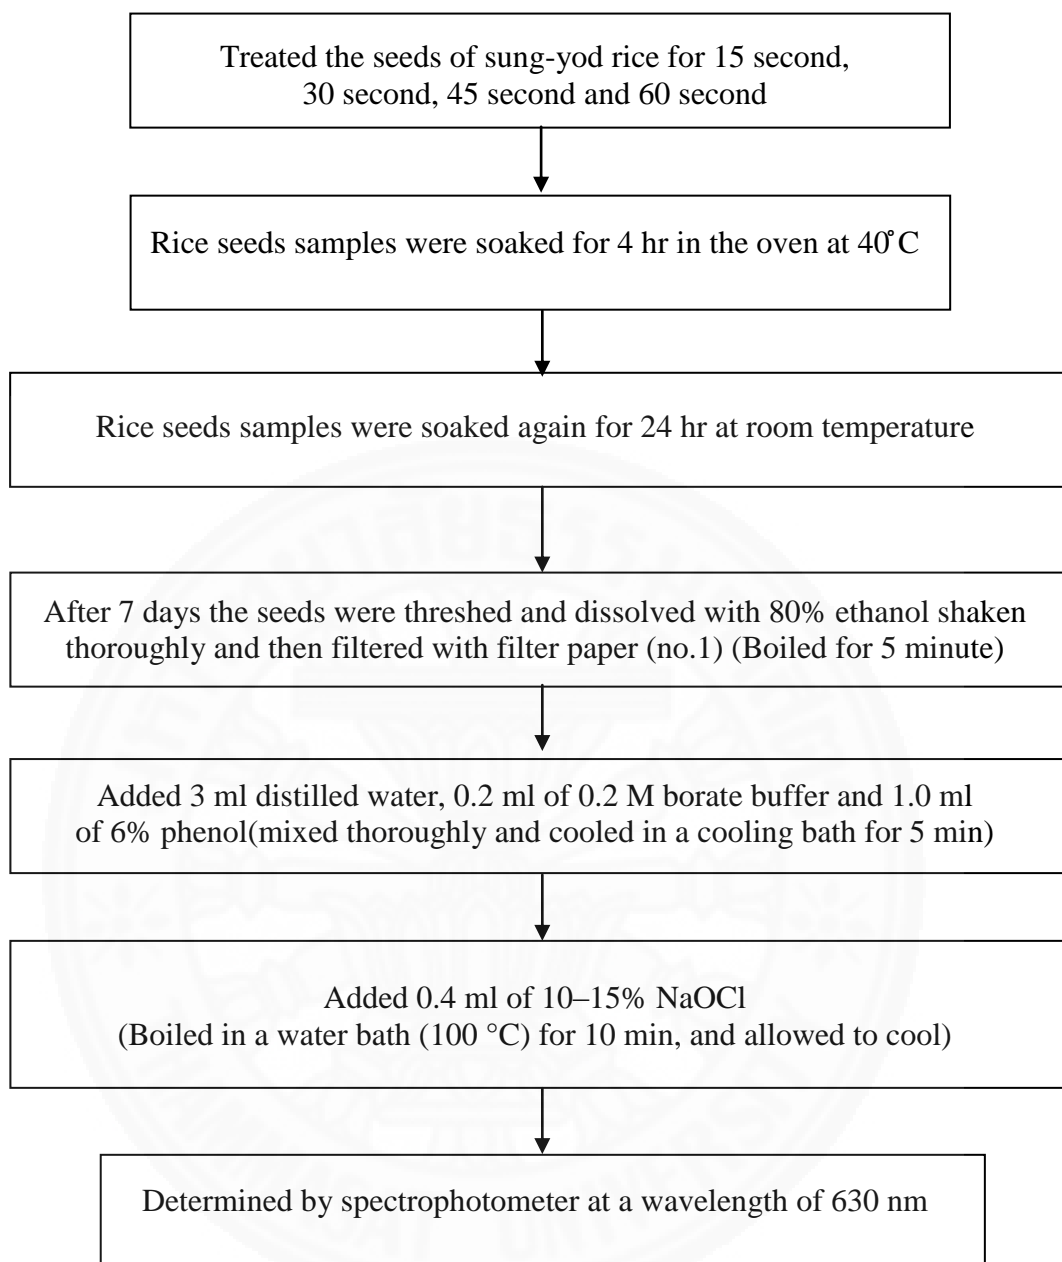 Treated the seeds of sung-yod rice for 15 second,
30 second, 45 second and 60 second
Rice seeds samples were soaked for 4 hr in the oven at 40°C
Rice seeds samples were soaked again for 24 hr at room temperature
After 7 days the seeds were threshed and dissolved with 80% ethanol shaken
thoroughly and then filtered with filter paper (no.1) (Boiled for 5 minute)
Added 3 ml distilled water, 0.2 ml of 0.2 M borate buffer and 1.0 ml
of 6% phenol(mixed thoroughly and cooled in a cooling bath for 5 min)
Added 0.4 ml of 10–15% NaOCl
(Boiled in a water bath (100 °C) for 10 min, and allowed to cool)
Determined by spectrophotometer at a wavelength of 630 nm